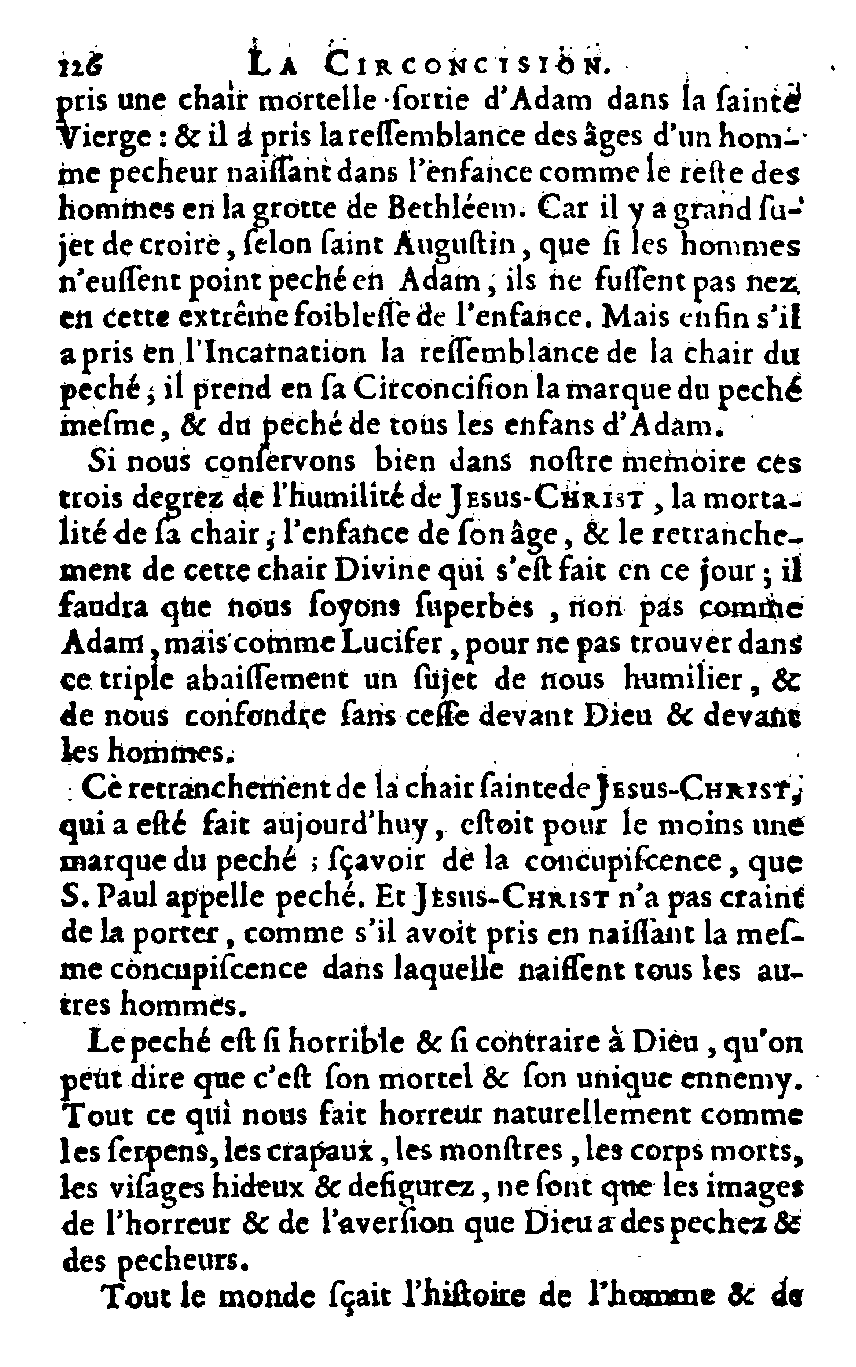 126 LA CIRCONCISION.
pris une chair mortelle ſortie d'Adam dans la ſainte
Vierge : & il a pris la reſſemblance des âges d'un hom-
me pecheur naiſſant dans l'enfance comme le reſte des
hommes en la grotte de Bethléem. Car il y a grand ſu-
jet de croire, ſelon ſaint Auguſtin, que ſi les hommes
n'euſſent point peché en Adam, ils ne fuſſent pas nez
en cette extrême foibleſſe de l'enfance. Mais enfin s'il
a pris en l'Incarnation la reſſemblance de la chair du
peché ; il prend en ſa Circonciſion la marque du peché
meſme, & du peché de tous les enfans d'Adam.
Si nous conſervons bien dans noſtre memoire ces
trois degrez de l'humilité de JESUS-CHRIST, la morta-
lité de ſa chair ; l'enfance de ſon âge, & le retranche-
ment de cette chair Divine qui s'eſt fait en ce jour ; il
faudra que nous ſoyons ſuperbes, non pas comme
Adam, mais comme Lucifer, pour ne pas trouver dans
ce triple abaiſſement un ſujet de nous humilier, &
de nous confondre ſans ceſſe devant Dieu & devant
les hommes.
Ce retranchement de la chair ſainte de JESUS-CHRIST,
qui a eſté fait aujourd'huy, eſtoit pour le moins une
marque du peché ; ſçavoir de la concupiſcence, que
S. Paul appelle peché. Et JESUS-CHRIST n'a pas craint
de la porter, comme s'il avoit pris en naiſſant la meſ-
me concupiſcence dans laquelle naiſſent tous les au-
tres hommes.
Le peché eſt ſi horrible & ſi contraire à Dieu, qu'on
peut dire que c'eſt ſon mortel & ſon unique ennemy.
Tout ce qui nous fait horreur naturellement comme
les ſerpens, les crapaux, les monſtres, les corps morts,
les viſages hideux & defigurez, ne ſont que les images
de l'horreur & de l'averſion que Dieu a des pechez &
des pecheurs.
Tout le monde ſçait l'hiſtoire de l'homme & de